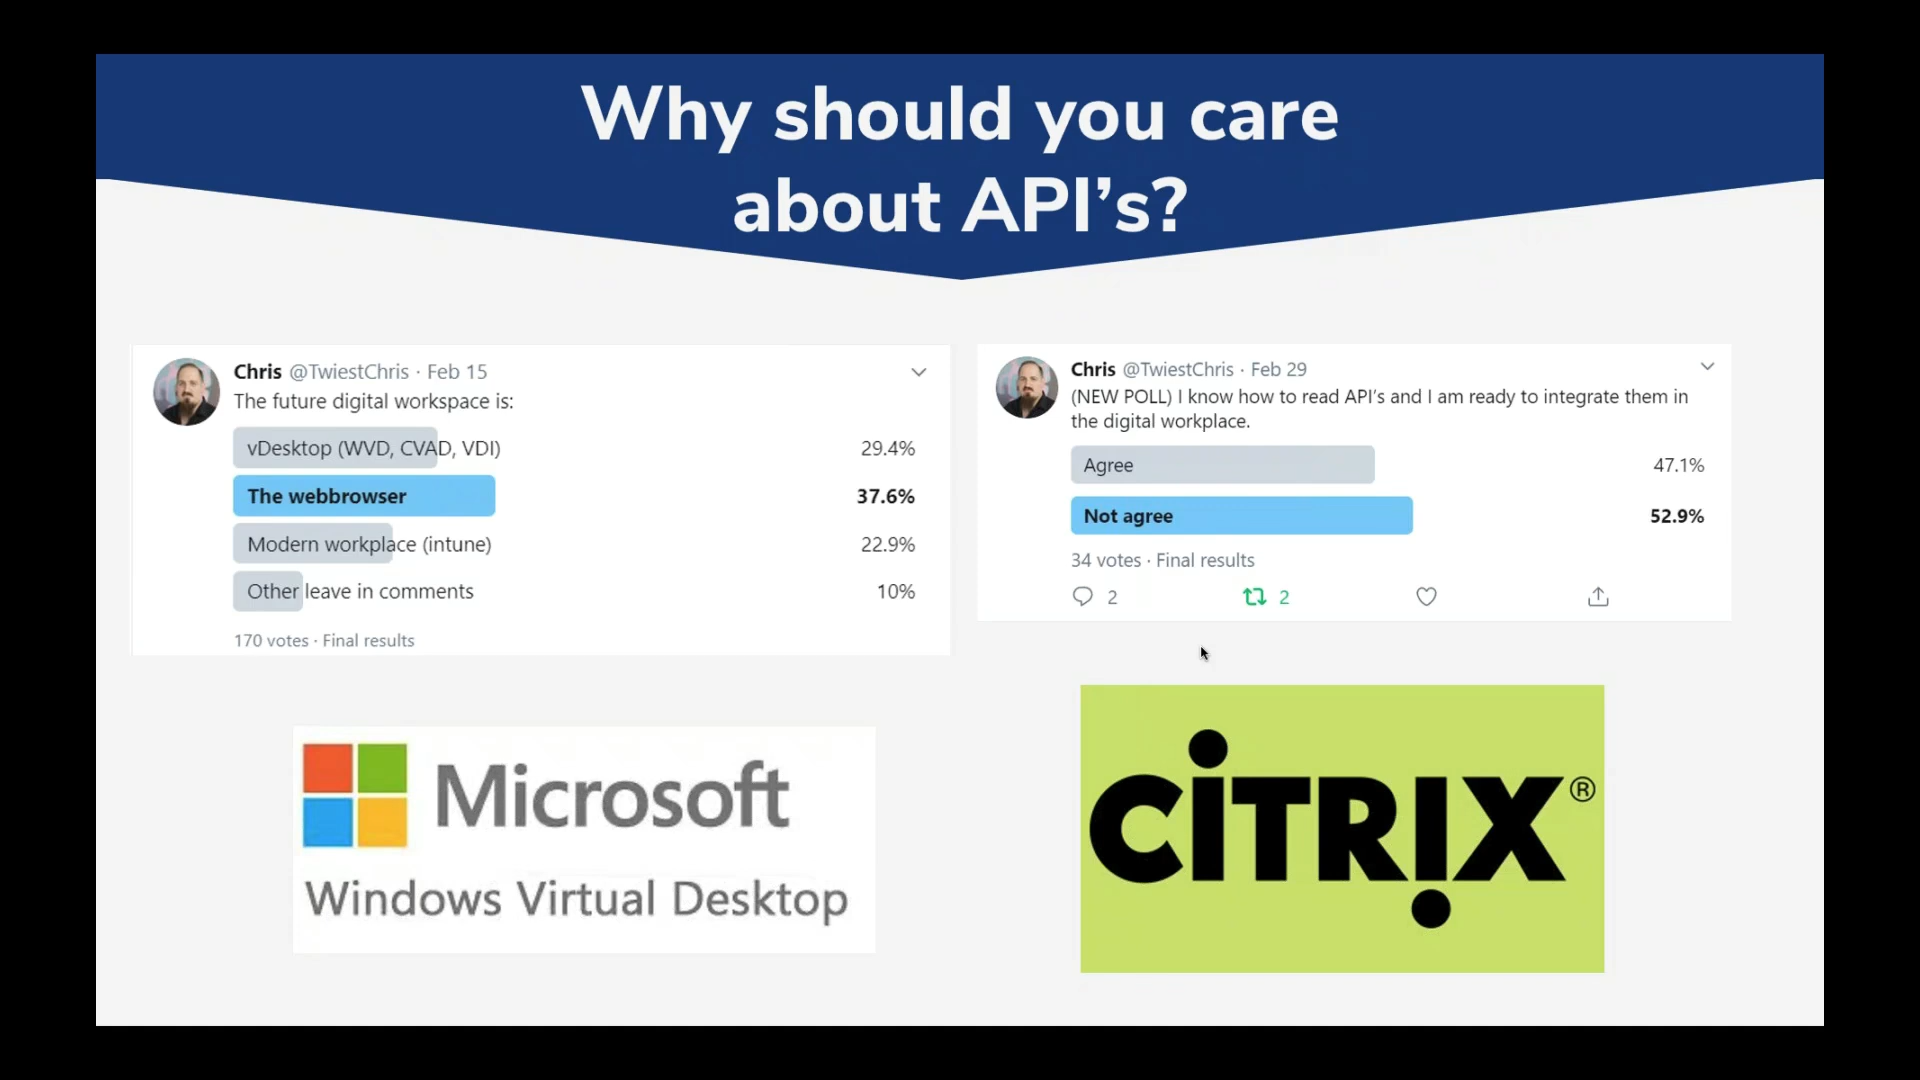 Why should you care
about API’s?
Chris @TwiestChris · Feb 15
The future digital workspace is:
vDesktop (WVD, CVAD, VDI) 29.4%
The webbrowser 37.6%
Modern workplace (intune) 22.9%
Other leave in comments 10%
170 votes · Final results
Chris @TwiestChris · Feb 29
(NEW POLL) I know how to read API's and I am ready to integrate them in
the digital workplace.
Agree 47.1%
Not agree 52.9%
34 votes · Final results
2 2
Microsoft
Windows Virtual Desktop
CiTRIX®